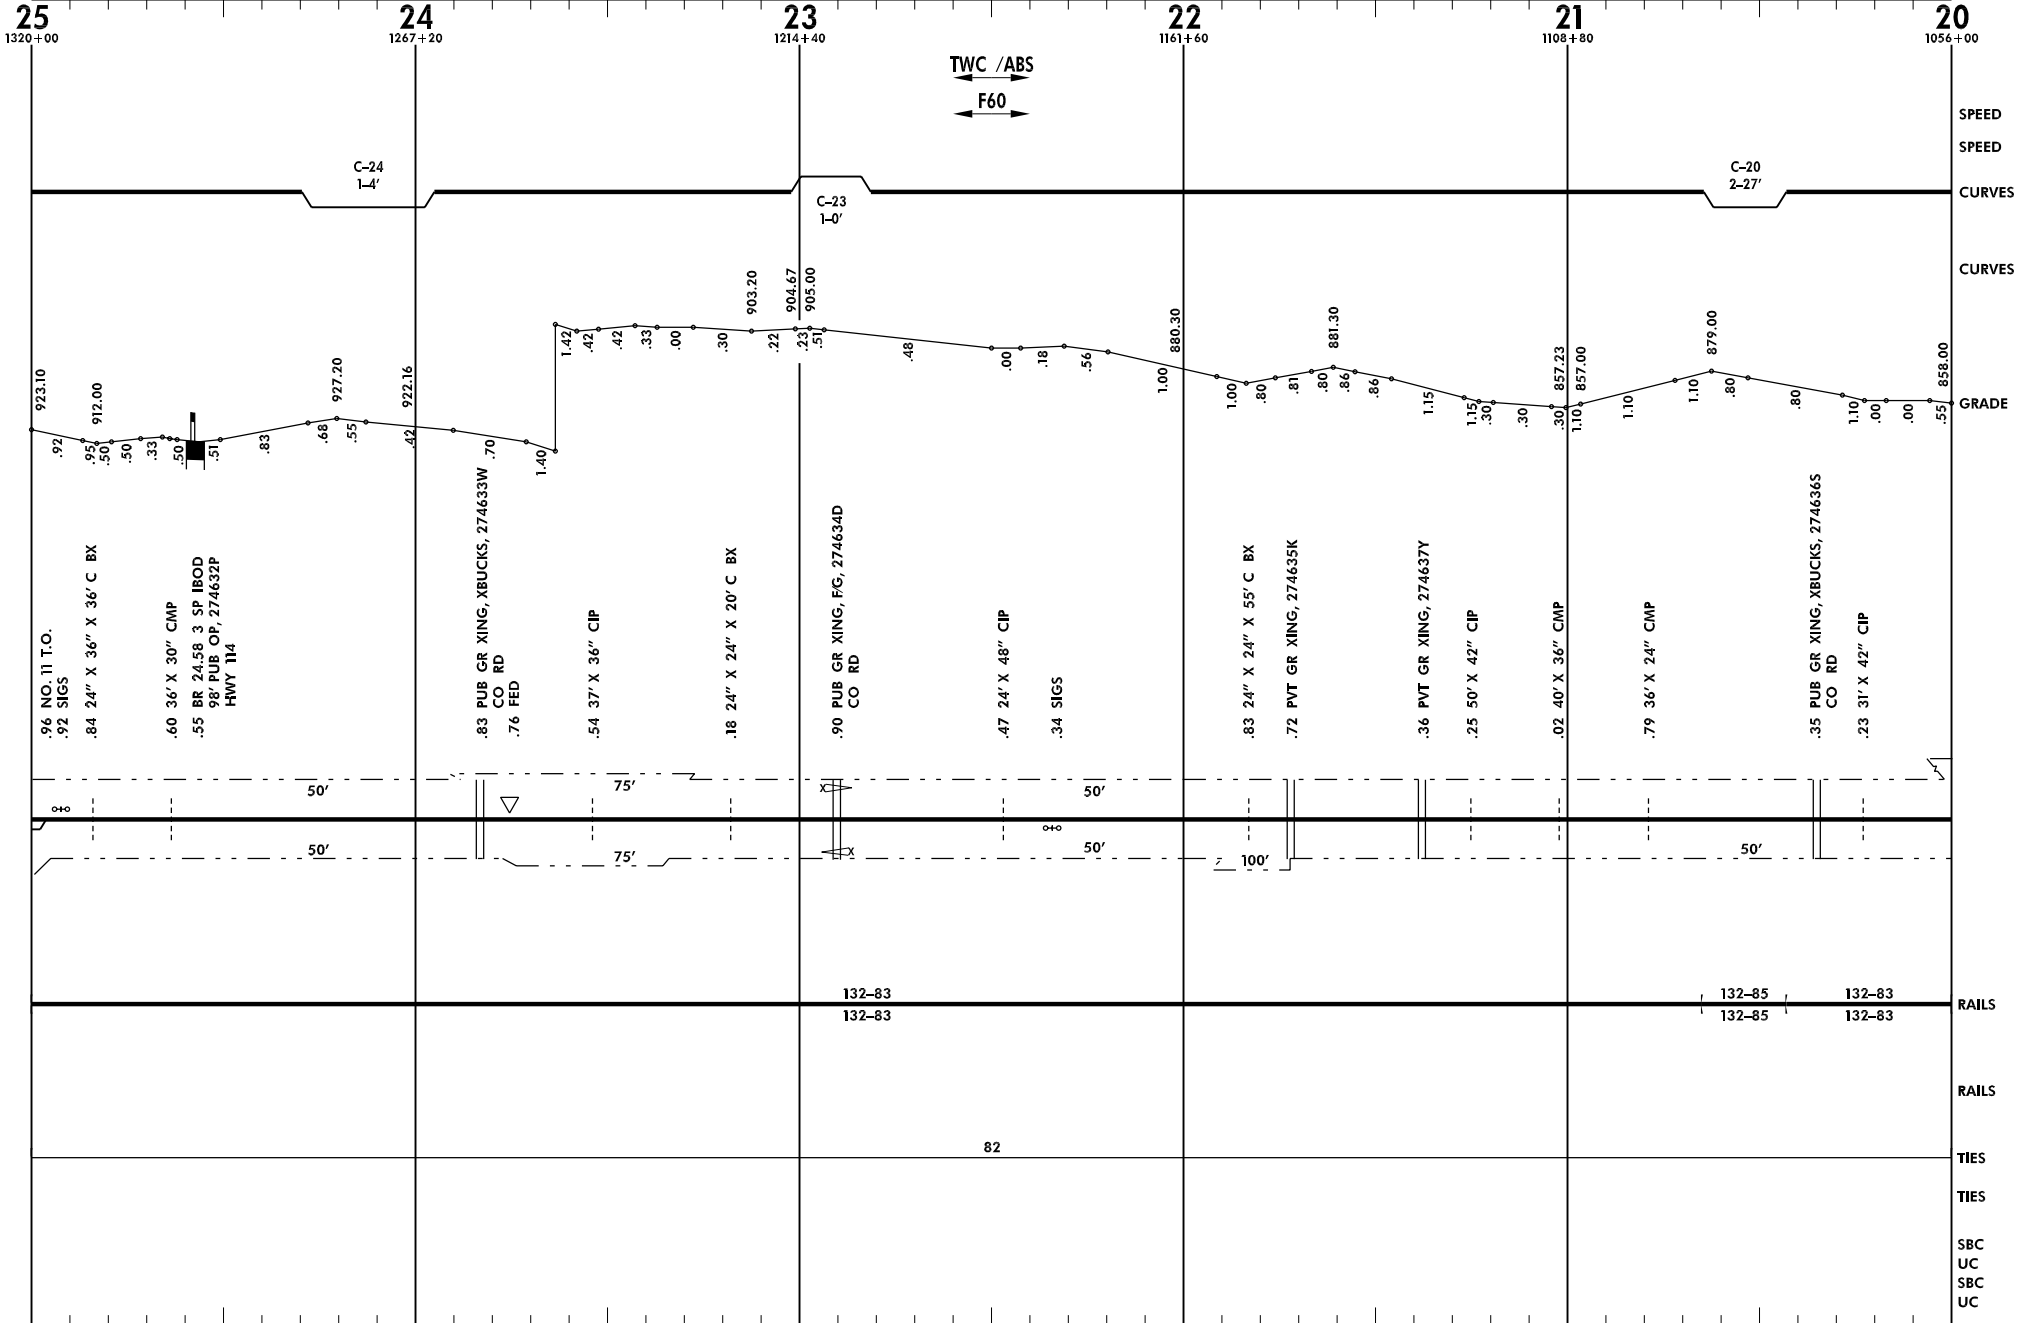 25 24 23 22 21 20
1320+00 1267+20 1214+40 1161+60 1108+80 1056+00
TWC /ABS
F60
SPEED
SPEED
C–24
1–4'
C–23
1–0'
C–20
2–27'
CURVES
CURVES
923.10 912.00 927.20 922.16 903.20 904.67 905.00 880.30 881.30 857.23 857.00 879.00 858.00
GRADE
.92 .95 .50 .50 .33 .50 .51 .83 .68 .55 .42 .70 1.40 1.42 .42 .42 .33 .00 .30 .22 .23 .51 .48 .00 .18 .56 1.00 1.00 .80 .81 .80 .86 .86 1.15 1.15 .30 .30 .30 1.10 1.10 1.10 .80 .80 1.10 .00 .00 .55
.96 NO. 11 T.O.
.92 SIGS
.84 24" X 36" X 36' C BX
.60 36' X 30" CMP
.55 BR 24.58 3 SP IBOD
98' PUB OP, 274632P
HWY 114
.83 PUB GR XING, XBUCKS, 274633W
CO RD
.76 FED
.54 37' X 36" CIP
.18 24" X 24" X 20' C BX
.90 PUB GR XING, F/G, 274634D
CO RD
.47 24' X 48" CIP
.34 SIGS
.83 24" X 24" X 55' C BX
.72 PVT GR XING, 274635K
.36 PVT GR XING, 274637Y
.25 50' X 42" CIP
.02 40' X 36" CMP
.79 36' X 24" CMP
.35 PUB GR XING, XBUCKS, 274636S
CO RD
.23 31' X 42" CIP
50' 75' 50'
X
X
50' 75' 50' 100' 50'
132–83 132–85 132–83
RAILS
132–83 132–85 132–83
RAILS
82
TIES
TIES
SBC
UC
SBC
UC